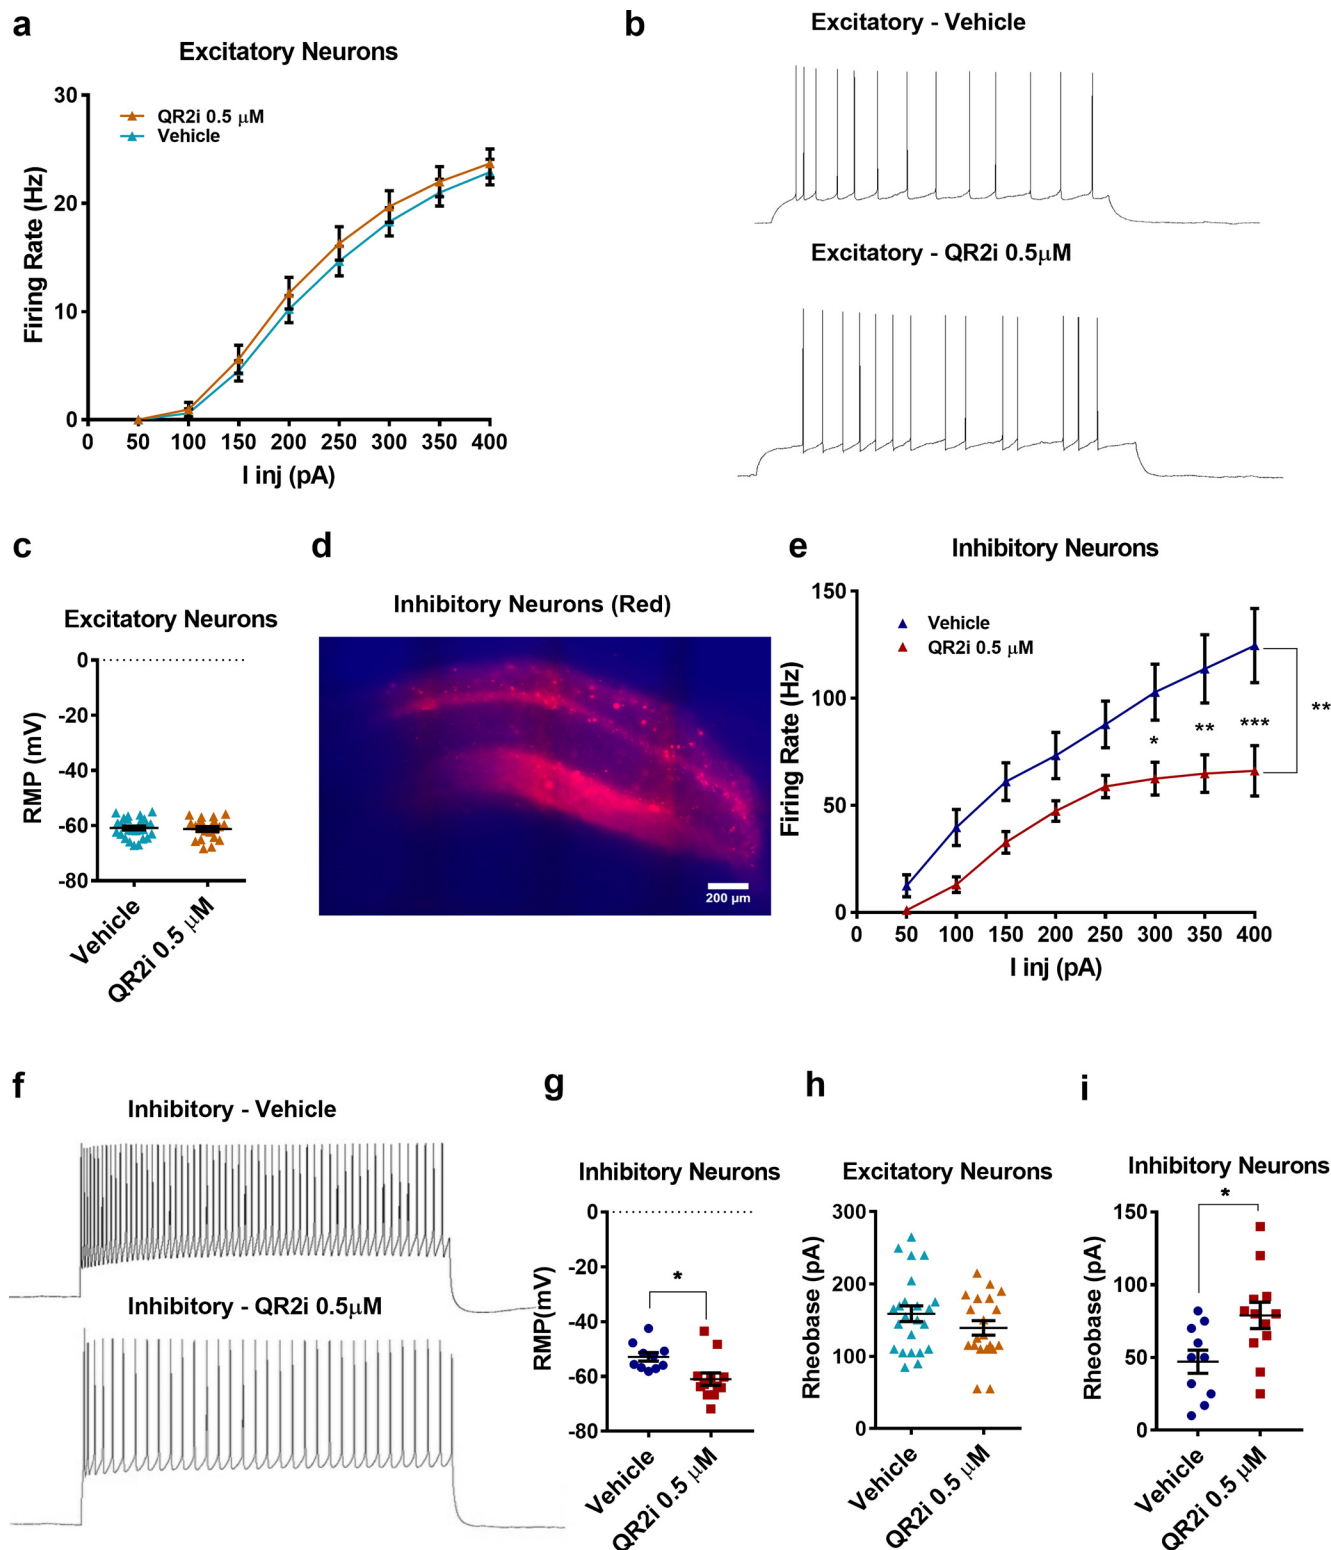 a
Excitatory Neurons
30
20
10
0
Firing Rate (Hz)
QR2i 0.5 μM
Vehicle
0 50 100 150 200 250 300 350 400
I inj (pA)
b
Excitatory - Vehicle
Excitatory - QR2i 0.5μM
c
Excitatory Neurons
0
-20
-40
-60
-80
RMP (mV)
Vehicle
QR2i 0.5 μM
d
Inhibitory Neurons (Red)
200 μm
e
Inhibitory Neurons
150
100
50
0
Firing Rate (Hz)
Vehicle
QR2i 0.5 μM
* ** *** **
0 50 100 150 200 250 300 350 400
I inj (pA)
f
Inhibitory - Vehicle
Inhibitory - QR2i 0.5μM
g
Inhibitory Neurons
0
-20
-40
-60
-80
RMP(mV)
*
Vehicle
QR2i 0.5 μM
h
Excitatory Neurons
300
200
100
0
Rheobase (pA)
Vehicle
QR2i 0.5 μM
i
Inhibitory Neurons
*
150
100
50
0
Rheobase (pA)
Vehicle
QR2i 0.5 μM